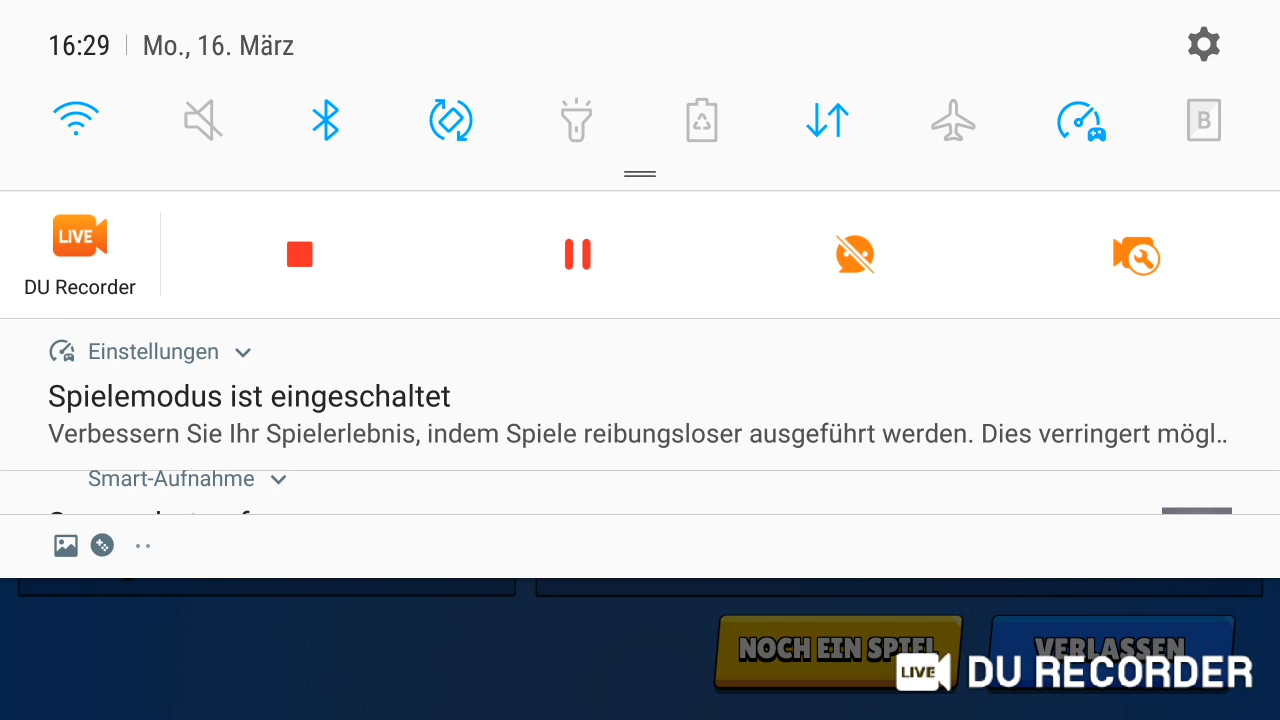 16:29 Mo., 16. März
B
LIVE
DU Recorder
Einstellungen
Spielemodus ist eingeschaltet
Verbessern Sie Ihr Spielerlebnis, indem Spiele reibungsloser ausgeführt werden. Dies verringert mögl..
Smart-Aufnahme
NOCH EIN SPIEL
VERLASSEN
LIVE DU RECORDER